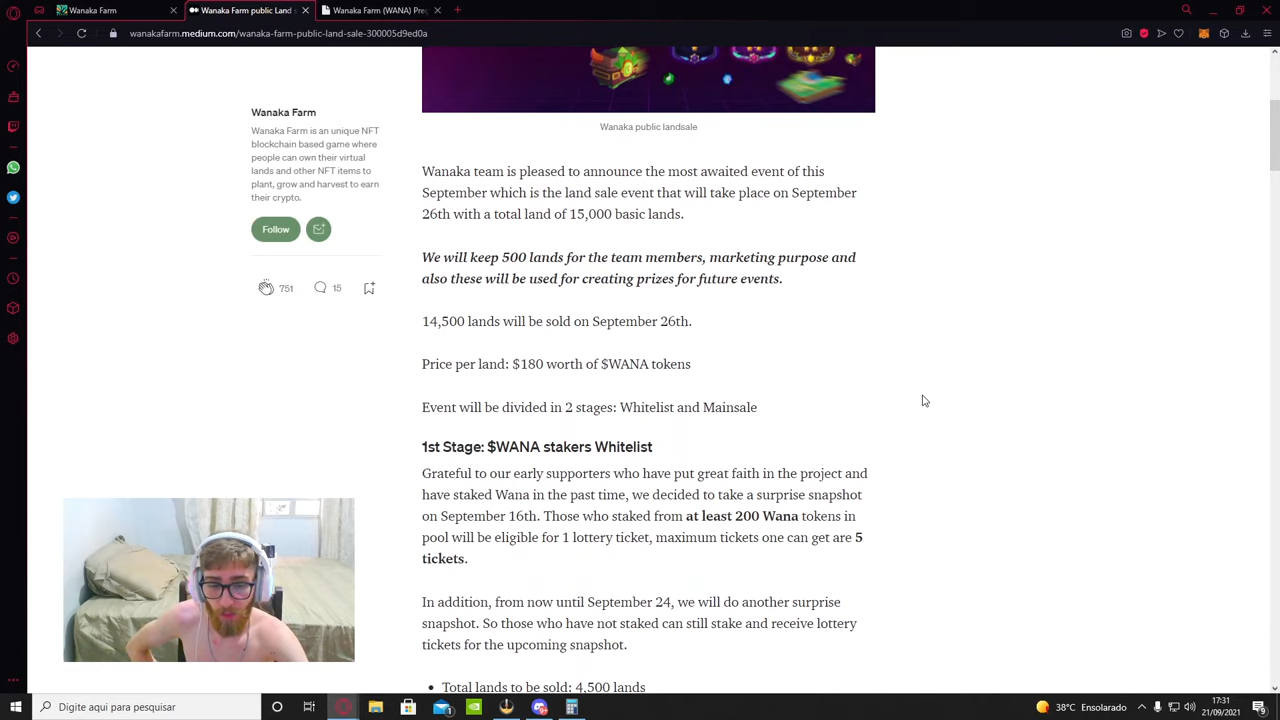 Wanaka Farm
Wanaka Farm public Land s
Wanaka Farm (WANA) Pre
wanakafarm.medium.com/wanaka-farm-public-land-sale-300005d9ed0a
Wanaka public landsale
Wanaka Farm
Wanaka Farm is an unique NFT
blockchain based game where
people can own their virtual
lands and other NFT items to
plant, grow and harvest to earn
their crypto.
Follow
751
15
Wanaka team is pleased to announce the most awaited event of this
September which is the land sale event that will take place on September
26th with a total land of 15,000 basic lands.
We will keep 500 lands for the team members, marketing purpose and
also these will be used for creating prizes for future events.
14,500 lands will be sold on September 26th.
Price per land: $180 worth of $WANA tokens
Event will be divided in 2 stages: Whitelist and Mainsale
1st Stage: $WANA stakers Whitelist
Grateful to our early supporters who have put great faith in the project and
have staked Wana in the past time, we decided to take a surprise snapshot
on September 16th. Those who staked from at least 200 Wana tokens in
pool will be eligible for 1 lottery ticket, maximum tickets one can get are 5
tickets.
In addition, from now until September 24, we will do another surprise
snapshot. So those who have not staked can still stake and receive lottery
tickets for the upcoming snapshot.
• Total lands to be sold: 4,500 lands
Digite aqui para pesquisar
38°C Ensolarado
17:31
21/09/2021